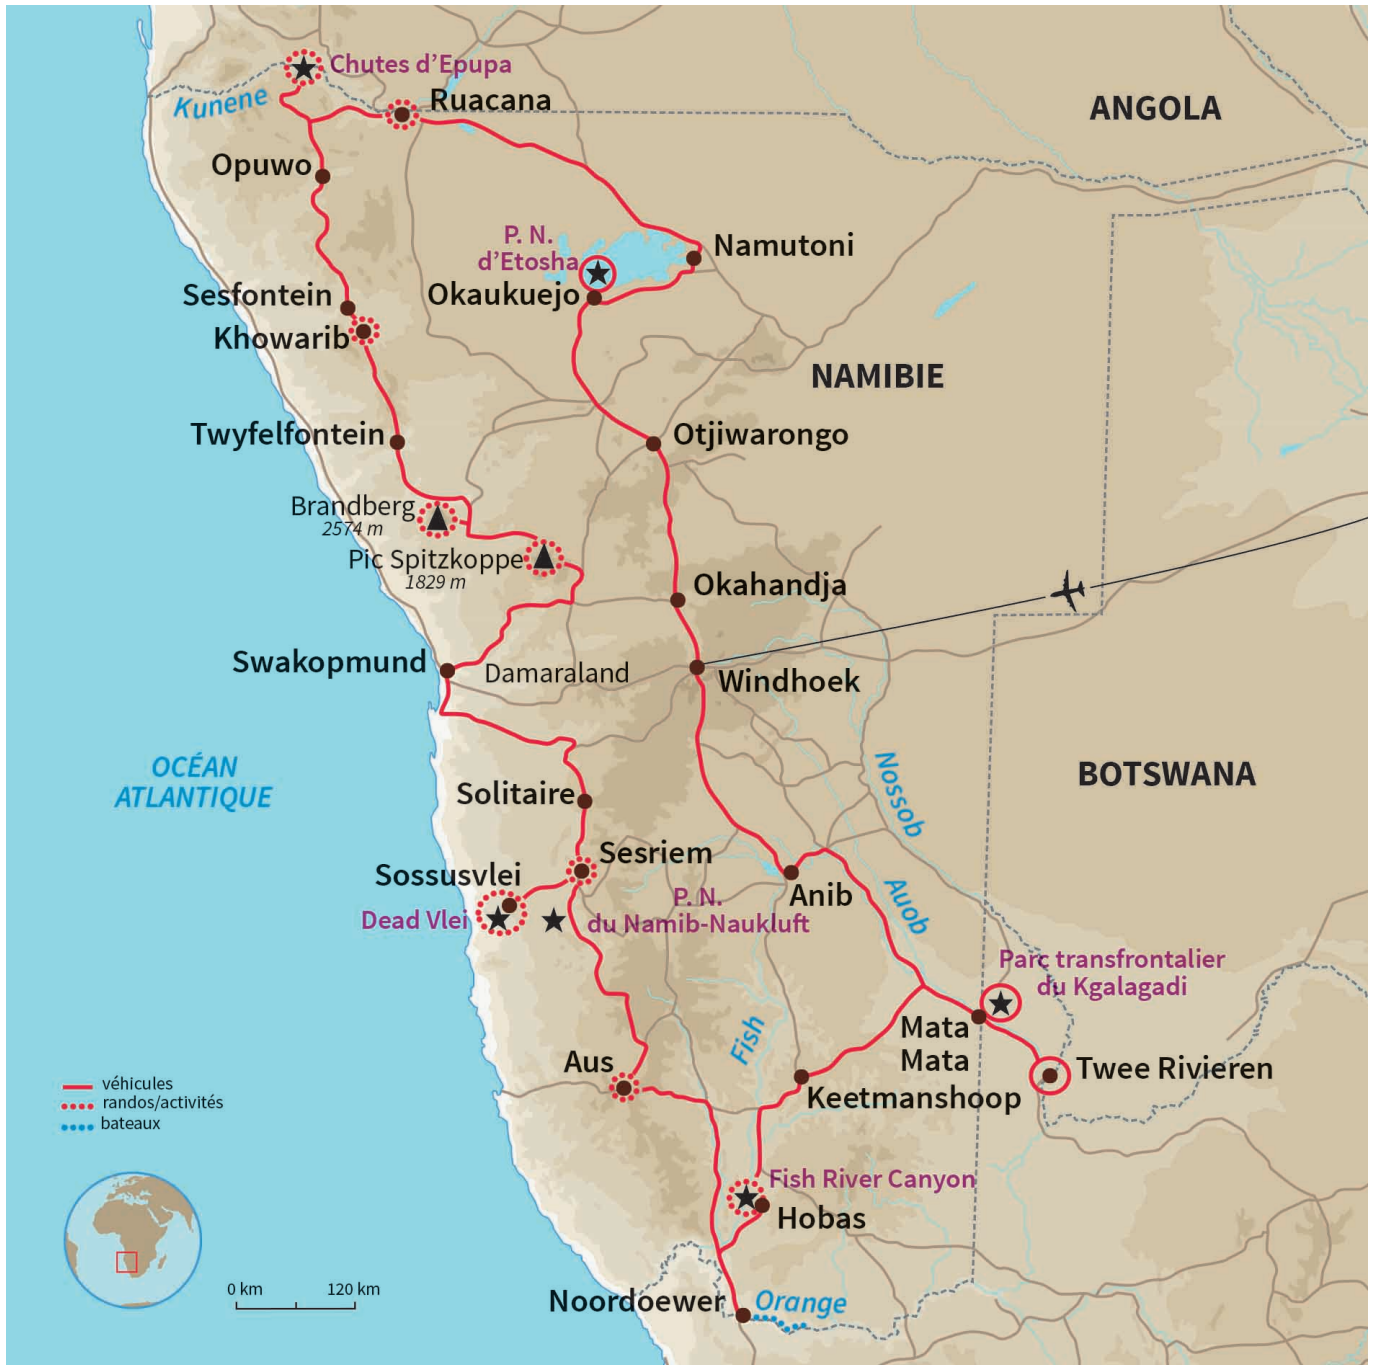 Chutes d'Epupa
Kunene
Ruacana
ANGOLA
Opuwo
P. N.
d'Etosha
Namutoni
Okaukuejo
Sesfontein
Khowarib
NAMIBIE
Twyfelfontein
Otjiwarongo
Brandberg
2574 m
Pic Spitzkoppe
1829 m
Okahandja
Swakopmund
Damaraland
Windhoek
OCÉAN
ATLANTIQUE
Nossob
BOTSWANA
Solitaire
Sesriem
Sossusvlei
Dead Vlei
P. N.
du Namib-Naukluft
Anib
Auob
Parc transfrontalier
du Kgalagadi
Fish
Mata
Mata
Aus
Twee Rivieren
Keetmanshoop
véhicules
randos/activités
bateaux
Fish River Canyon
Hobas
0 km
120 km
Noordoewer
Orange